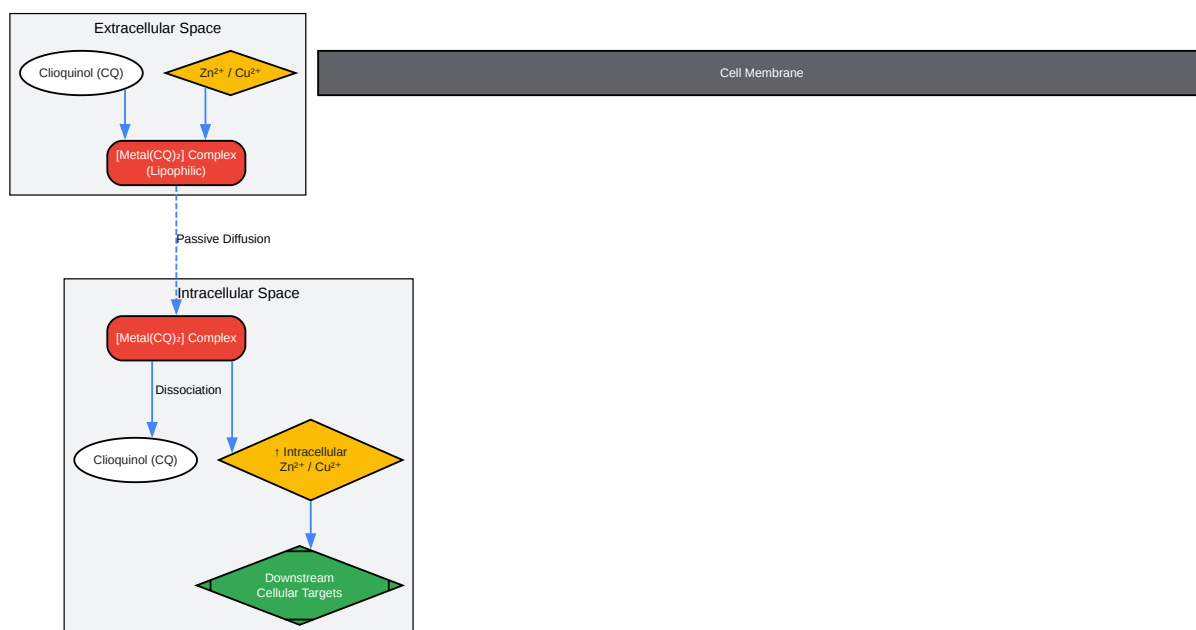 Extracellular Space
Clioquinol (CQ)
Zn²⁺ / Cu²⁺
Cell Membrane
[Metal(CQ)₂] Complex
(Lipophilic)
Passive Diffusion
Intracellular Space
[Metal(CQ)₂] Complex
Dissociation
Clioquinol (CQ)
↑ Intracellular
Zn²⁺ / Cu²⁺
Downstream
Cellular Targets